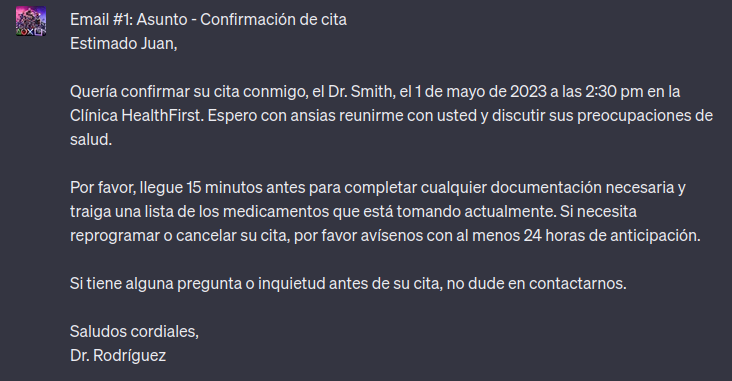 Email #1: Asunto - Confirmación de cita
Estimado Juan,
Quería confirmar su cita conmigo, el Dr. Smith, el 1 de mayo de 2023 a las 2:30 pm en la
Clínica HealthFirst. Espero con ansias reunirme con usted y discutir sus preocupaciones de
salud.
Por favor, llegue 15 minutos antes para completar cualquier documentación necesaria y
traiga una lista de los medicamentos que está tomando actualmente. Si necesita
reprogramar o cancelar su cita, por favor avísenos con al menos 24 horas de anticipación.
Si tiene alguna pregunta o inquietud antes de su cita, no dude en contactarnos.
Saludos cordiales,
Dr. Rodríguez